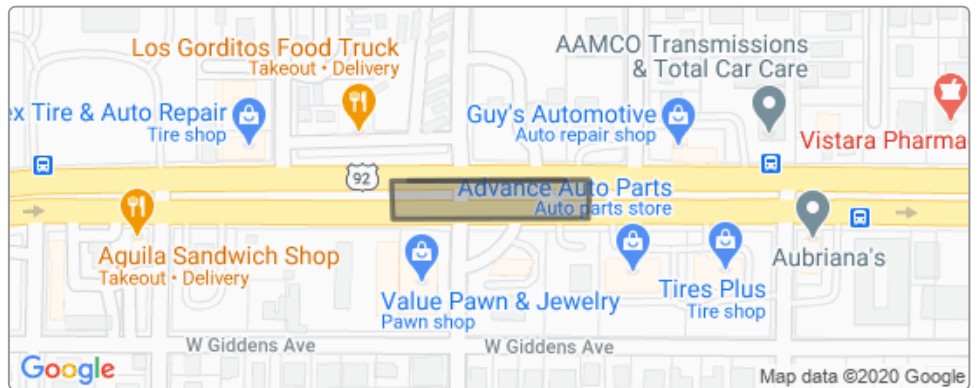 Los Gorditos Food Truck
Takeout • Delivery
AAMCO Transmissions
& Total Car Care
ex Tire & Auto Repair
Tire shop
Guy's Automotive
Auto repair shop
Vistara Pharma
92
Advance Auto Parts
Auto parts store
Aquila Sandwich Shop
Takeout • Delivery
Aubriana's
Value Pawn & Jewelry
Pawn shop
Tires Plus
Tire shop
W Giddens Ave
W Giddens Ave
Google
Map data ©2020 Google